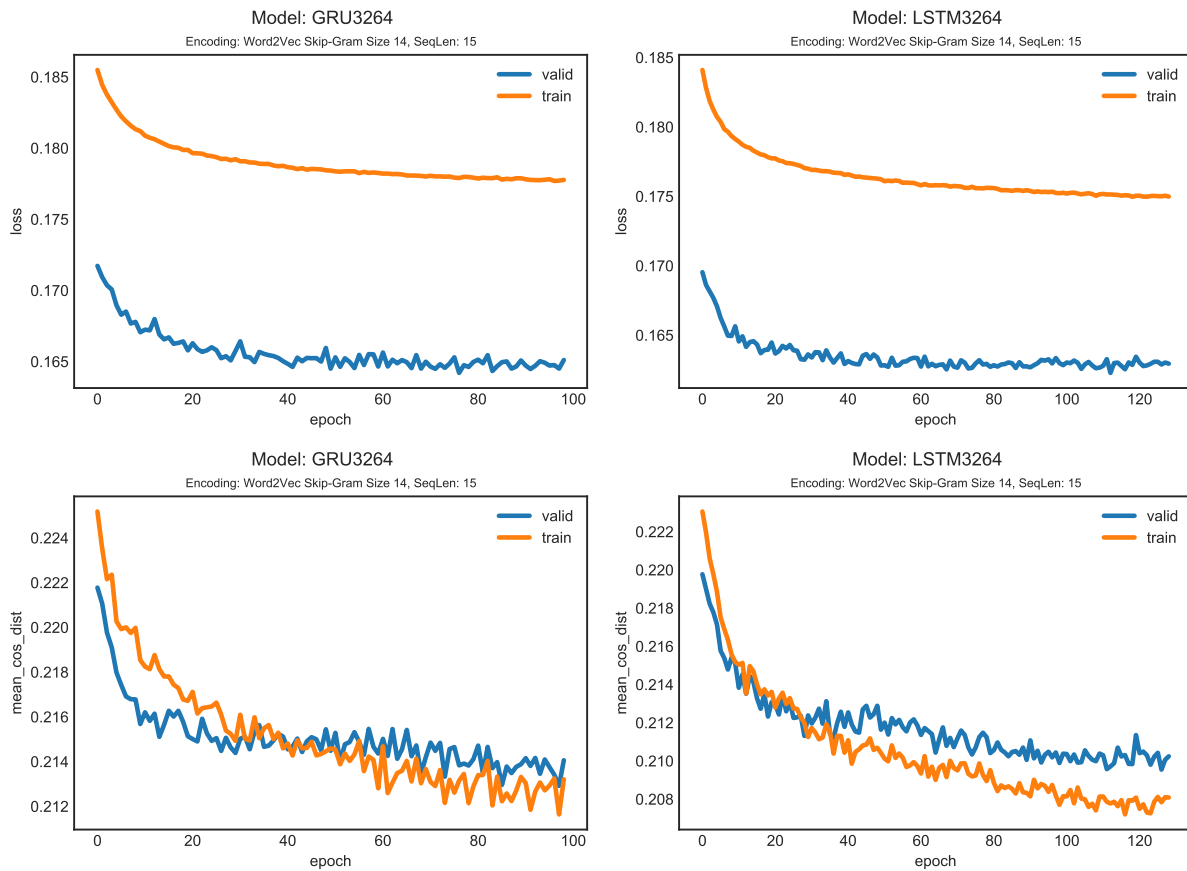 Model: GRU3264
Encoding: Word2Vec Skip-Gram Size 14, SeqLen: 15
0.185
0.180
0.175
0.170
0.165
loss
valid
train
0
20
40
60
80
100
epoch
Model: LSTM3264
Encoding: Word2Vec Skip-Gram Size 14, SeqLen: 15
0.185
0.180
0.175
0.170
0.165
loss
valid
train
0
20
40
60
80
100
120
epoch
Model: GRU3264
Encoding: Word2Vec Skip-Gram Size 14, SeqLen: 15
0.224
0.222
0.220
0.218
0.216
0.214
0.212
mean_cos_dist
valid
train
0
20
40
60
80
100
epoch
Model: LSTM3264
Encoding: Word2Vec Skip-Gram Size 14, SeqLen: 15
0.222
0.220
0.218
0.216
0.214
0.212
0.210
0.208
mean_cos_dist
valid
train
0
20
40
60
80
100
120
epoch